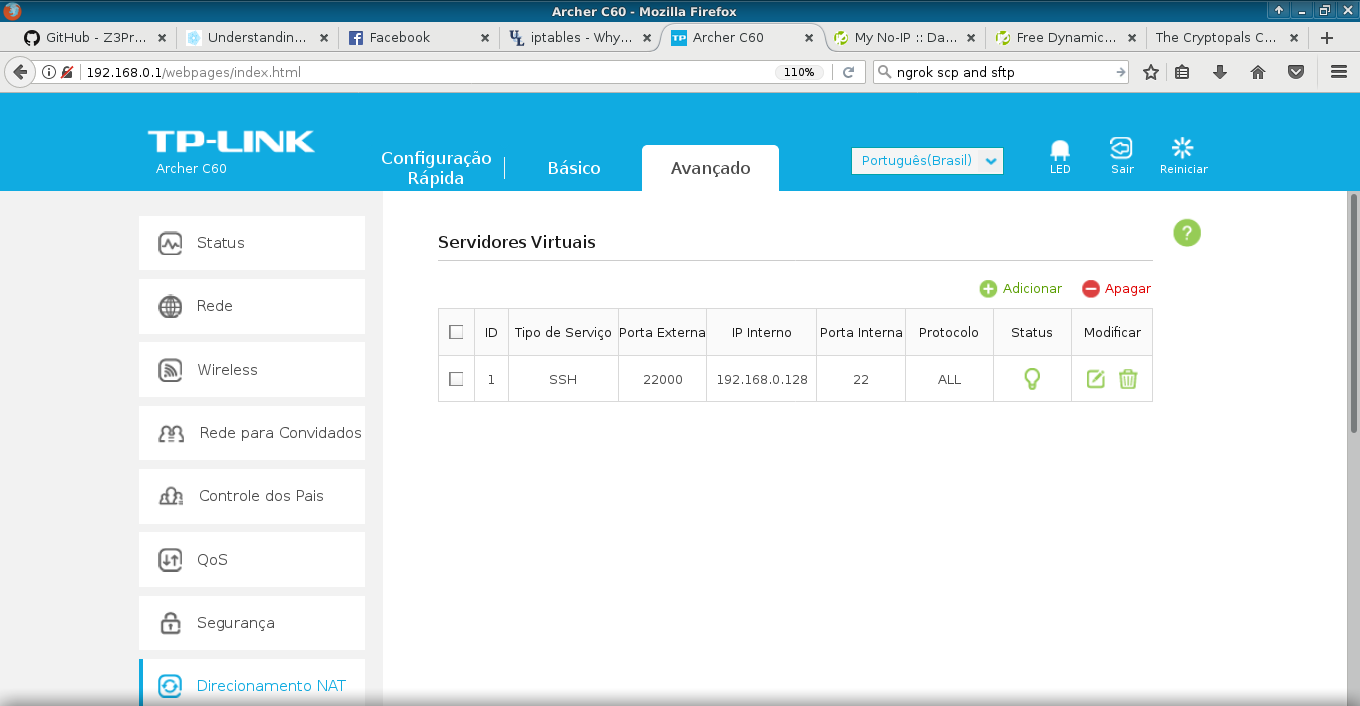 Archer C60 - Mozilla Firefox
GitHub - Z3Pr... Understandin... Facebook iptables - Why... Archer C60 My No-IP :: Da... Free Dynamic... The Cryptopals C...
192.168.0.1/webpages/index.html 110% ngrok scp and sftp
TP-LINK
Archer C60
Configuração
Rápida
Básico
Avançado
Português(Brasil)
LED Sair Reiniciar
Status
Rede
Wireless
Rede para Convidados
Controle dos Pais
QoS
Segurança
Direcionamento NAT
Servidores Virtuais
?
Adicionar Apagar
ID Tipo de Serviço Porta Externa IP Interno Porta Interna Protocolo Status Modificar
1 SSH 22000 192.168.0.128 22 ALL